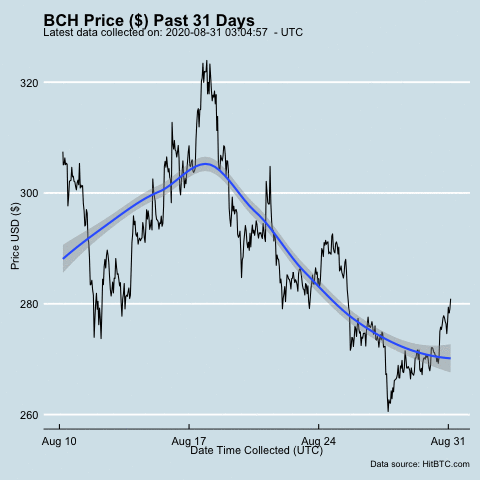 BCH Price ($) Past 31 Days
Latest data collected on: 2020-08-31 03:04:57  - UTC
320
300
280
260
Price USD ($)
Aug 10 Aug 17 Aug 24 Aug 31
Date Time Collected (UTC)
Data source: HitBTC.com